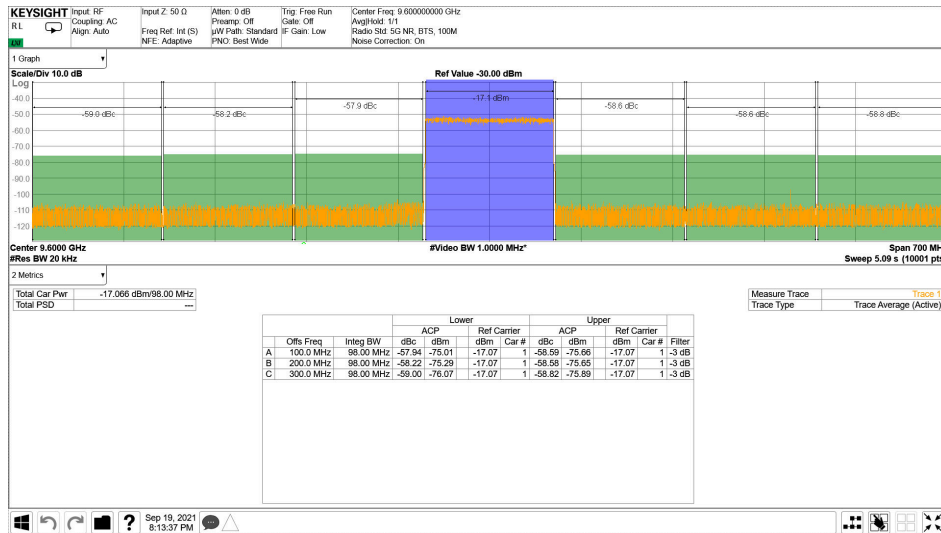 KEYSIGHT Input: RF Input Z: 50 Ω Atten: 0 dB Trig: Free Run Center Freq: 9.600000000 GHz
RL Coupling: AC Preamp: Off Gate: Off Avg|Hold: 1/1
Align: Auto Freq Ref: Int (S) µW Path: Standard IF Gain: Low Radio Std: 5G NR, BTS, 100M
LXI NFE: Adaptive PNO: Best Wide Noise Correction: On
1 Graph
Scale/Div 10.0 dB Ref Value -30.00 dBm
Log
-40.0 -17.1 dBm
-57.9 dBc -58.6 dBc
-50.0 -59.0 dBc -58.2 dBc -58.6 dBc -58.8 dBc
-60.0
-70.0
-80.0
-90.0
-100
-110
-120
Center 9.6000 GHz #Video BW 1.0000 MHz* Span 700 MH
#Res BW 20 kHz Sweep 5.09 s (10001 pts
2 Metrics
Total Car Pwr -17.066 dBm/98.00 MHz Measure Trace Trace 1
Total PSD --- Trace Type Trace Average (Active)
Lower Upper
ACP Ref Carrier ACP Ref Carrier
Offs Freq Integ BW dBc dBm dBm Car # dBc dBm dBm Car # Filter
A 100.0 MHz 98.00 MHz -57.94 -75.01 -17.07 1 -58.59 -75.66 -17.07 1 -3 dB
B 200.0 MHz 98.00 MHz -58.22 -75.29 -17.07 1 -58.58 -75.65 -17.07 1 -3 dB
C 300.0 MHz 98.00 MHz -59.00 -76.07 -17.07 1 -58.82 -75.89 -17.07 1 -3 dB
? Sep 19, 2021
8:13:37 PM